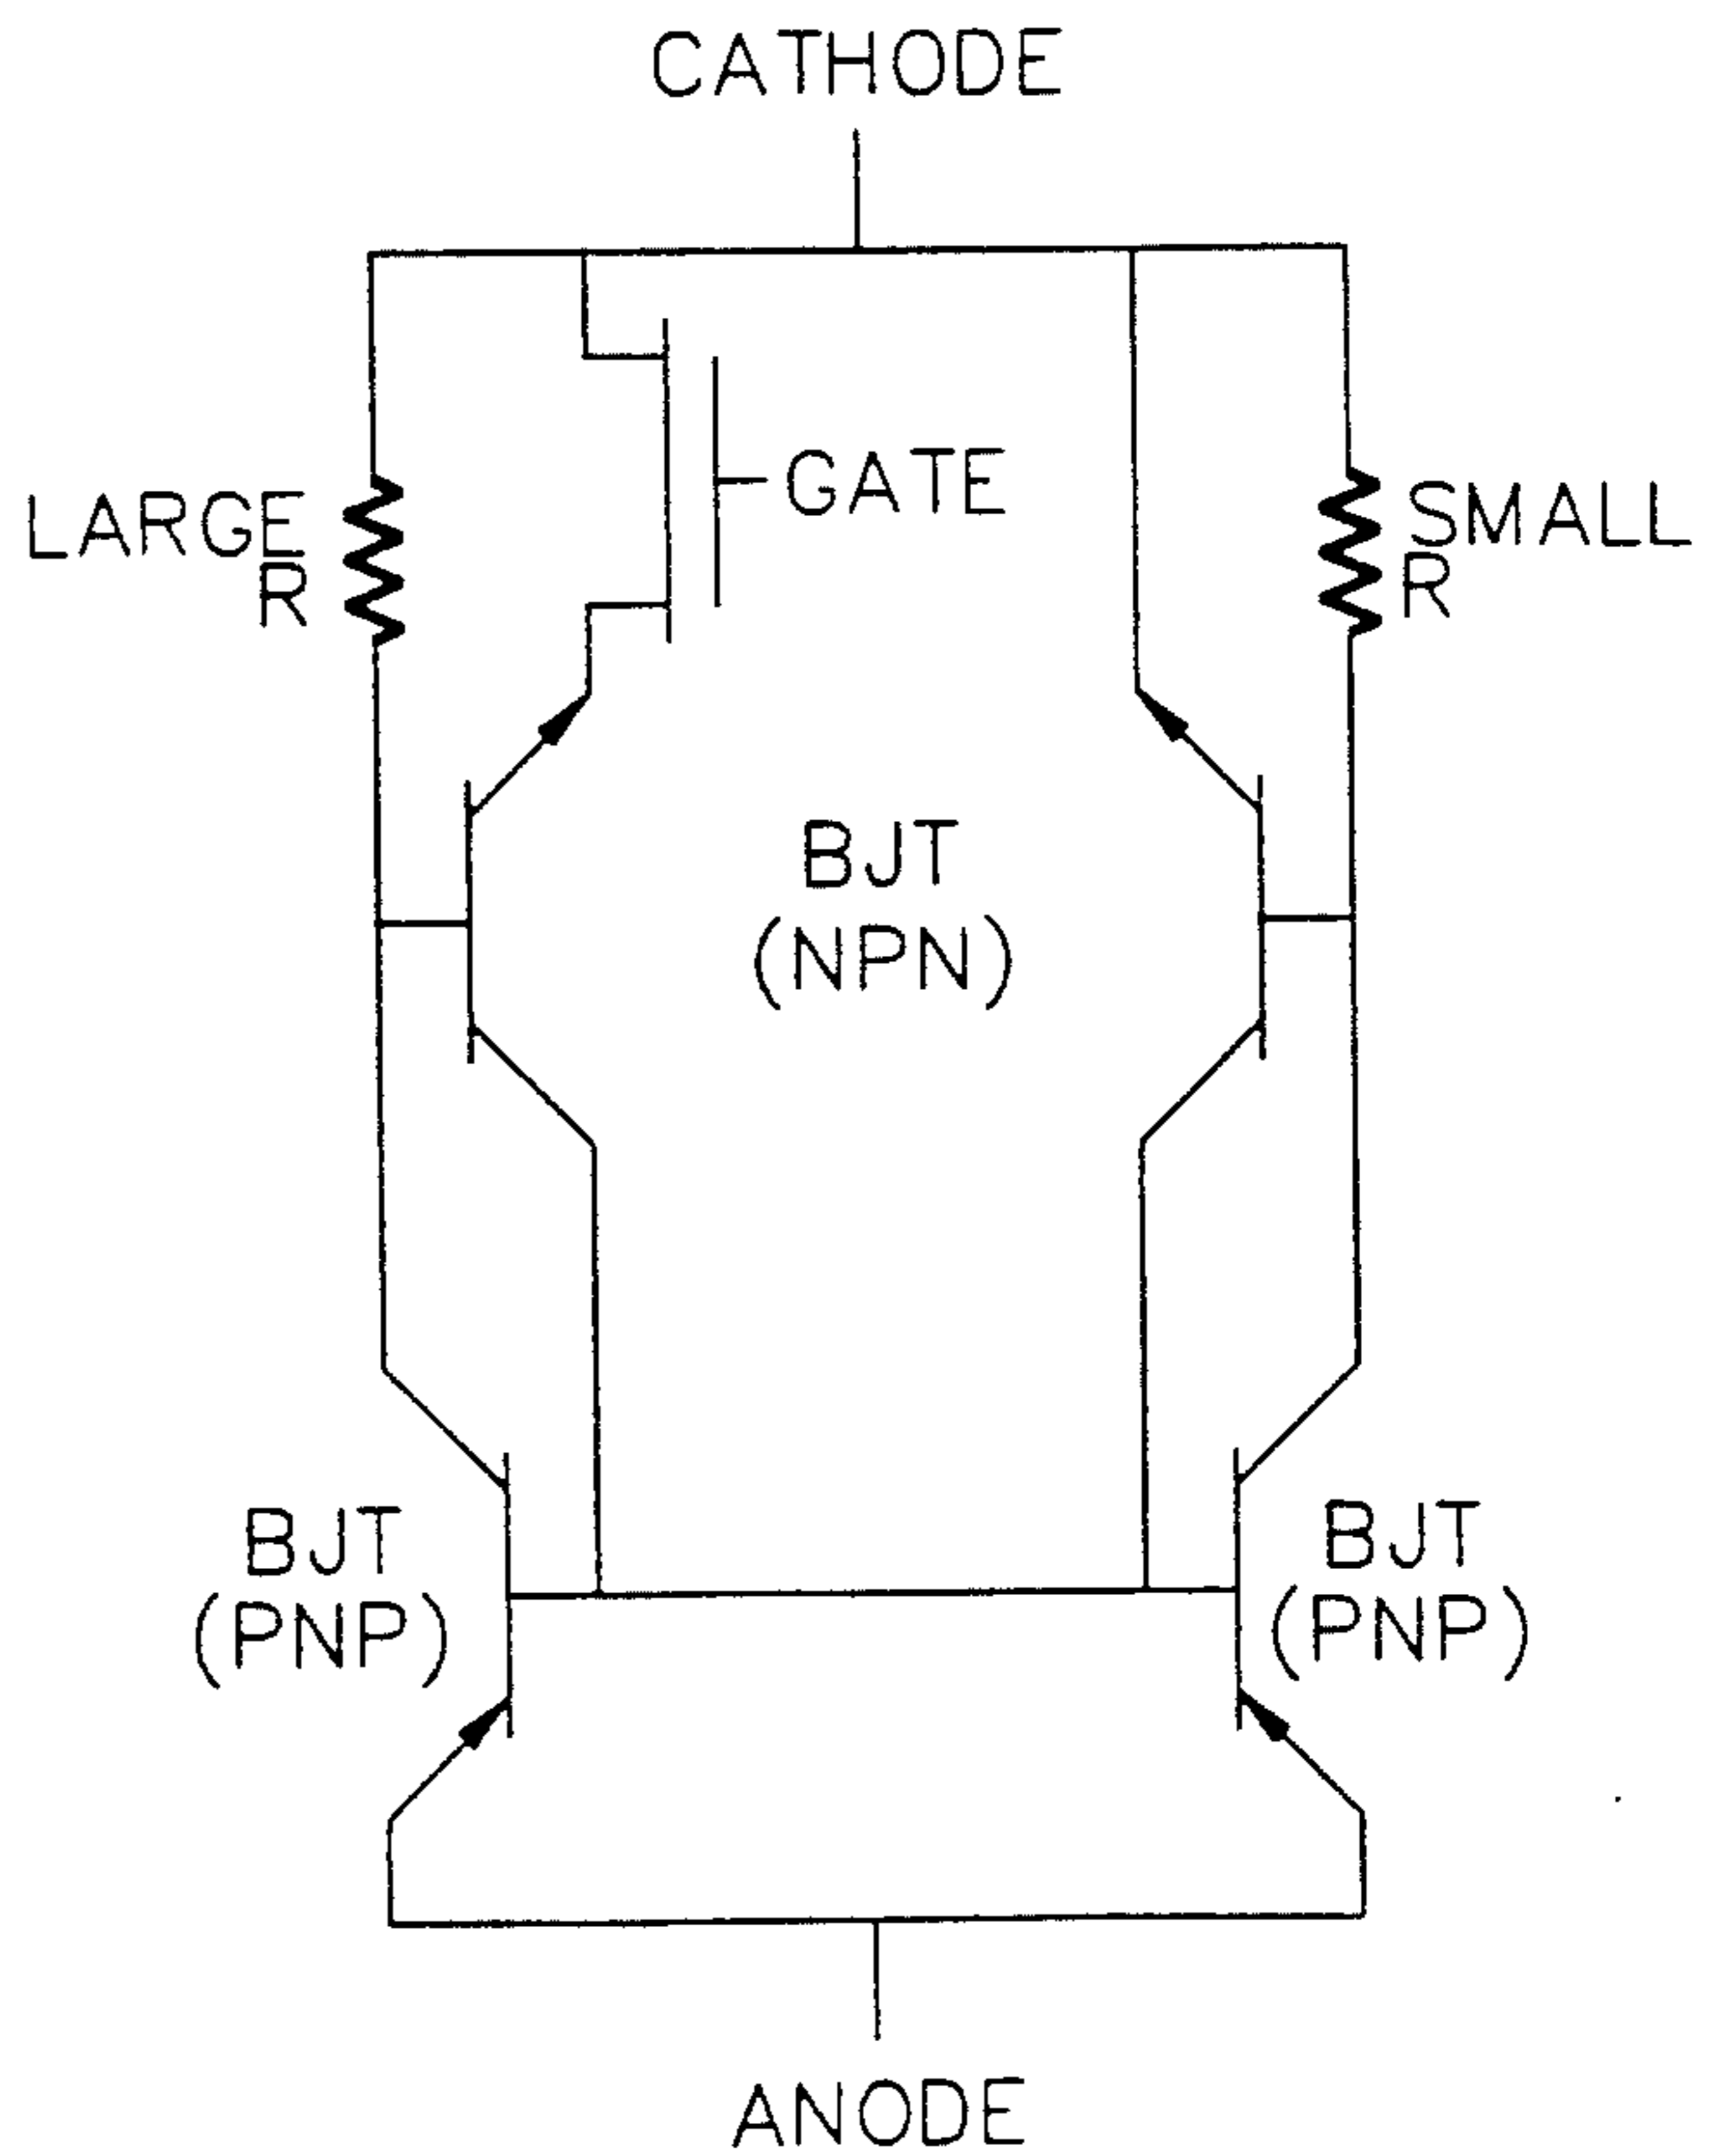 CATHODE
GATE
LARGE
R
SMALL
R
BJT
(NPN)
BJT
(PNP)
BJT
(PNP)
ANODE